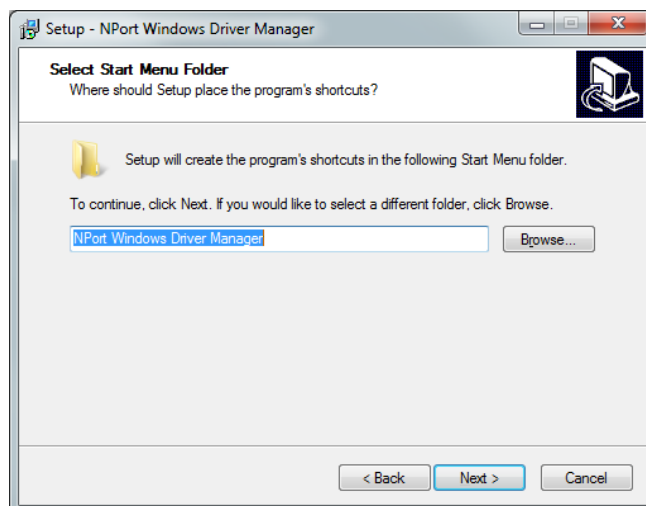 Setup - NPort Windows Driver Manager
Select Start Menu Folder
Where should Setup place the program's shortcuts?
Setup will create the program's shortcuts in the following Start Menu folder.
To continue, click Next. If you would like to select a different folder, click Browse.
NPort Windows Driver Manager
Browse...
< Back
Next >
Cancel